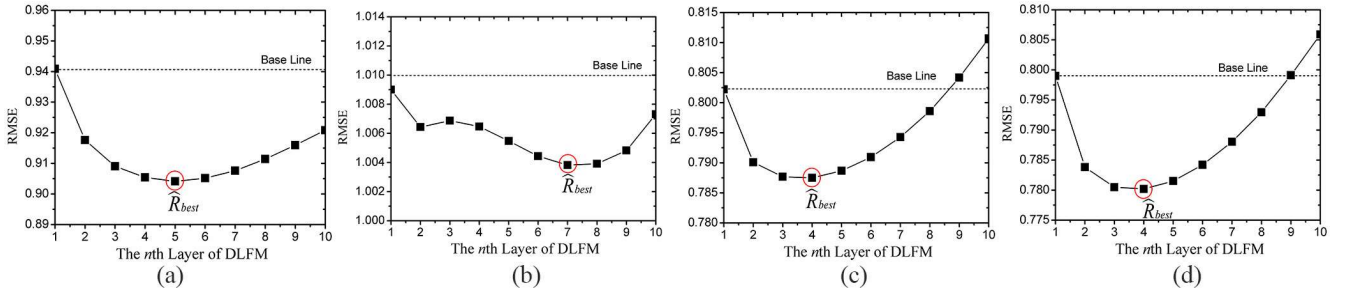 0.96
0.95
0.94
0.93
0.92
0.91
0.90
0.89
RMSE
Base Line
R̂best
1 2 3 4 5 6 7 8 9 10
The nth Layer of DLFM
(a)
1.014
1.012
1.010
1.008
1.006
1.004
1.002
1.000
RMSE
Base Line
R̂best
1 2 3 4 5 6 7 8 9 10
The nth Layer of DLFM
(b)
0.815
0.810
0.805
0.800
0.795
0.790
0.785
0.780
RMSE
Base Line
R̂best
1 2 3 4 5 6 7 8 9 10
The nth Layer of DLFM
(c)
0.810
0.805
0.800
0.795
0.790
0.785
0.780
0.775
RMSE
Base Line
R̂best
1 2 3 4 5 6 7 8 9 10
The nth Layer of DLFM
(d)